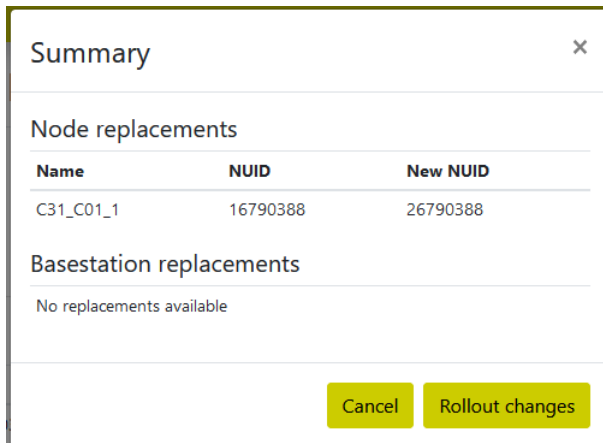 Summary ×
Node replacements
Name NUID New NUID
C31_C01_1 16790388 26790388
Basestation replacements
No replacements available
Cancel Rollout changes